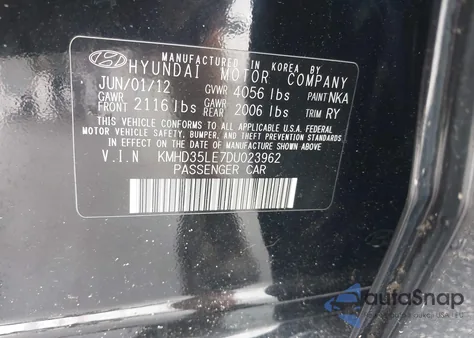 MANUFACTURED IN KOREA BY
HYUNDAI MOTOR COMPANY
JUN/01/12 GVWR 4056 lbs PAINT NKA
GAWR FRONT 2116 lbs GAWR REAR 2006 lbs TRIM RY
THIS VEHICLE CONFORMS TO ALL APPLICABLE U.S.A. FEDERAL
MOTOR VEHICLE SAFETY, BUMPER, AND THEFT PREVENTION
STANDARDS IN EFFECT ON THE DATE OF MANUFACTURE SHOWN ABOVE.
V.I.N KMHD35LE7DU023962
PASSENGER CAR
autoSnap